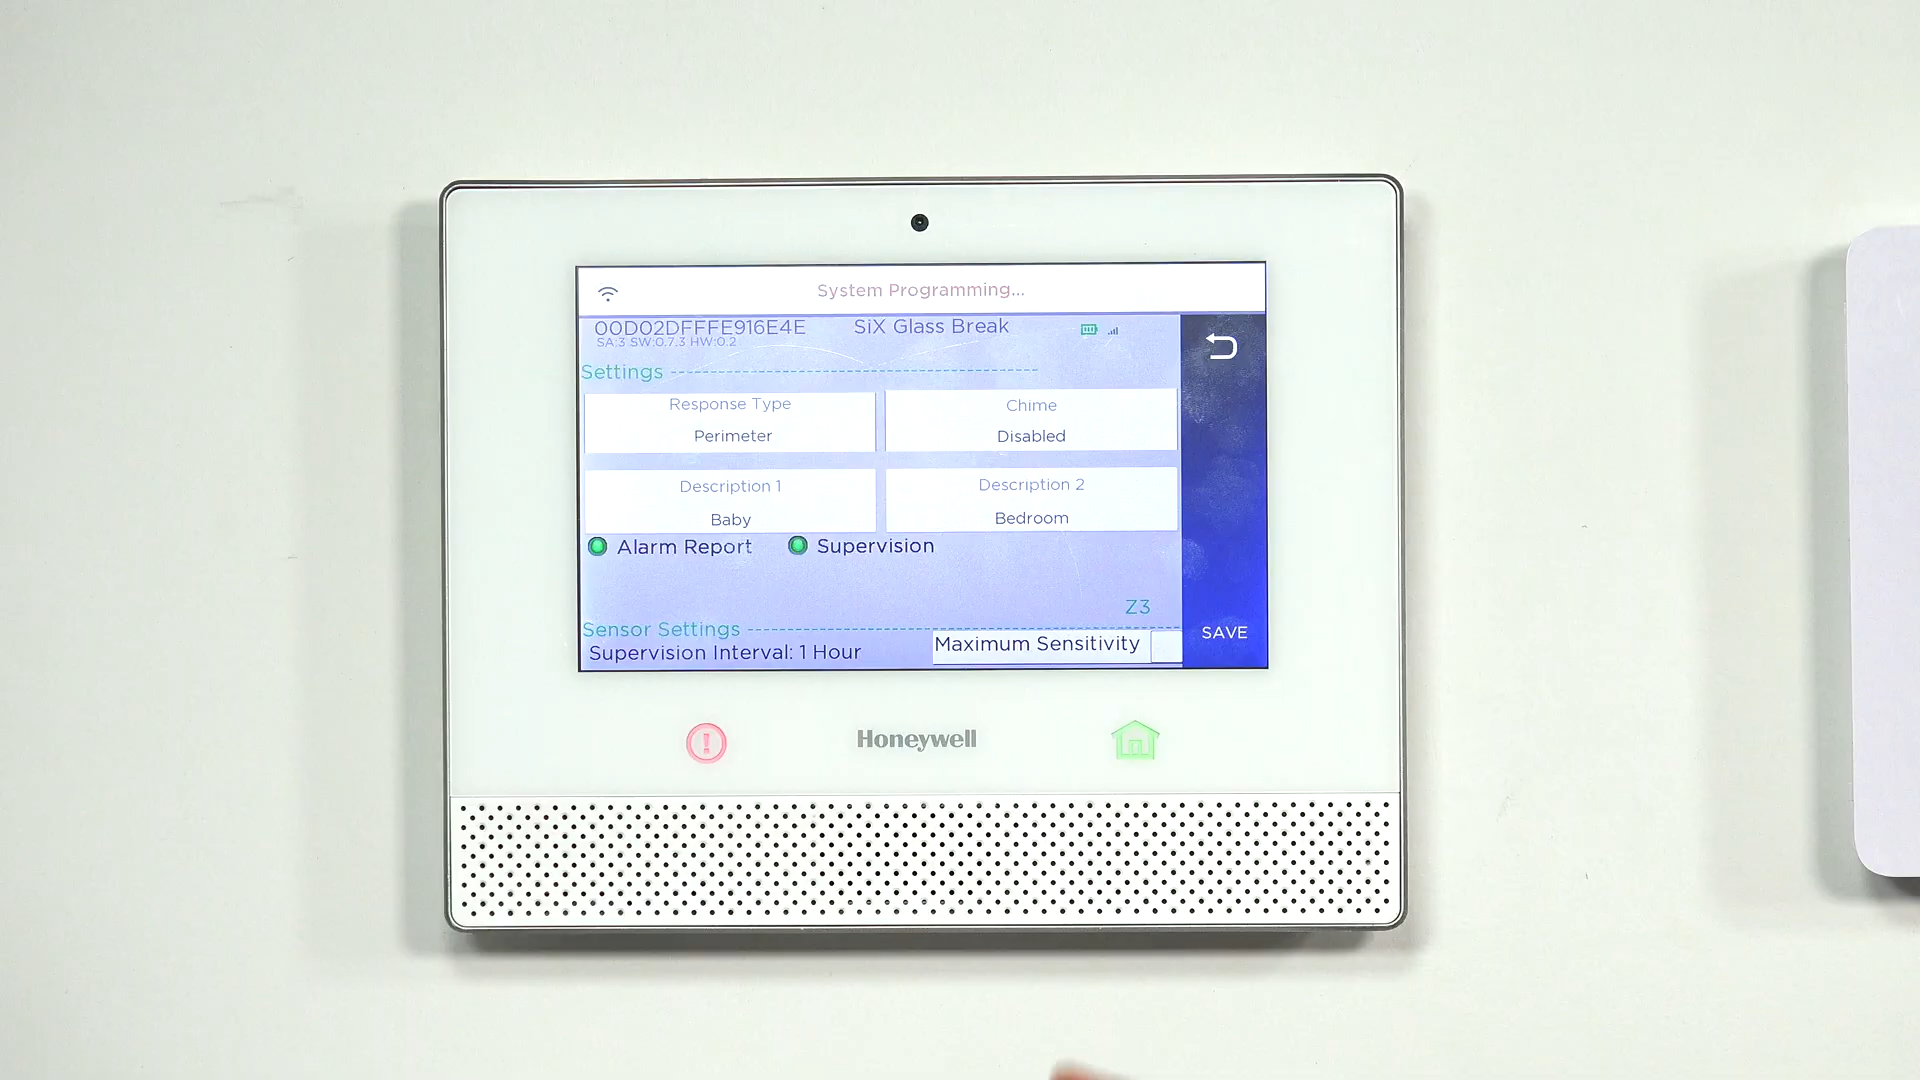 System Programming...
00D02DFFFE916E4E SiX Glass Break
SA:3 SW:0.7.3 HW:0.2
Settings
Response Type Chime
Perimeter Disabled
Description 1 Description 2
Baby Bedroom
Alarm Report Supervision
Z3
Sensor Settings
SAVE
Supervision Interval: 1 Hour Maximum Sensitivity
Honeywell